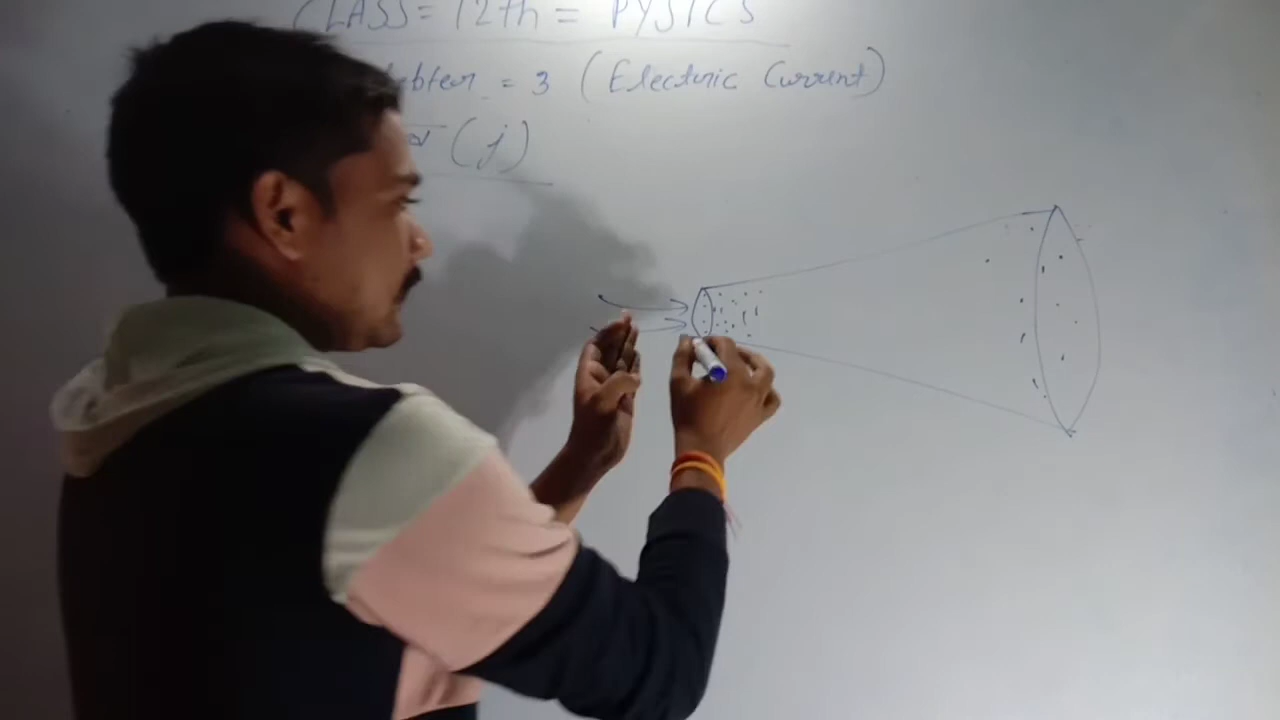 CLASS = 12th = PYSICS
= 3 (Electric Current)
(j)